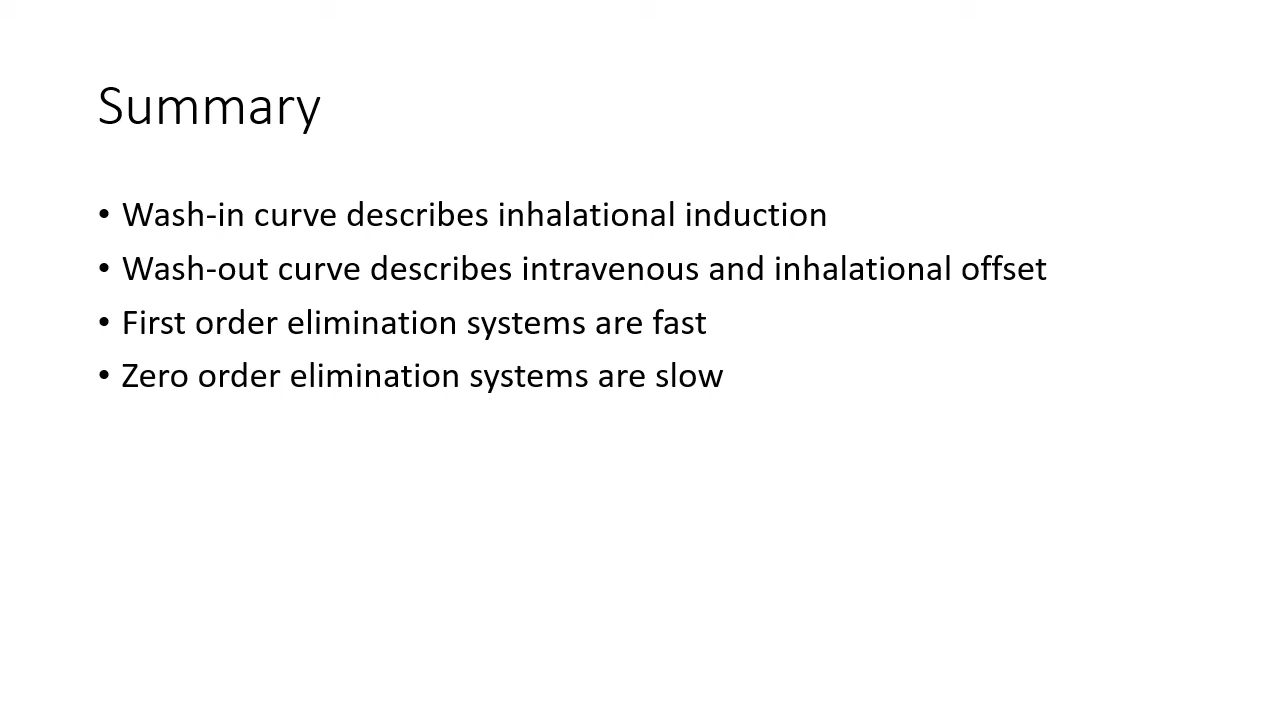 Summary
• Wash-in curve describes inhalational induction
• Wash-out curve describes intravenous and inhalational offset
• First order elimination systems are fast
• Zero order elimination systems are slow